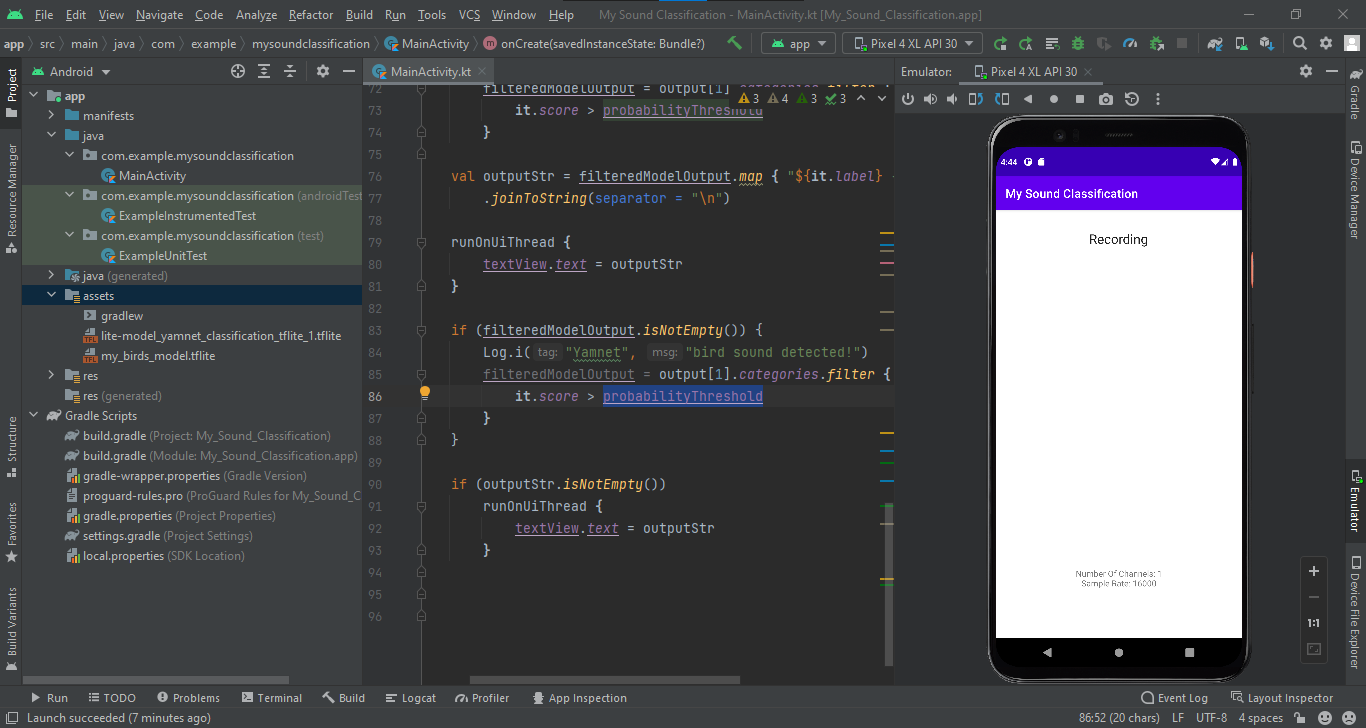 File Edit View Navigate Code Analyze Refactor Build Run Tools VCS Window Help My Sound Classification - MainActivity.kt [My_Sound_Classification.app]
app src main java com example mysoundclassification MainActivity onCreate(savedInstanceState: Bundle?) app Pixel 4 XL API 30
Android
MainActivity.kt
Emulator: Pixel 4 XL API 30
Project
Resource Manager
Structure
Favorites
Build Variants
app
manifests
java
com.example.mysoundclassification
MainActivity
com.example.mysoundclassification (androidTest
ExampleInstrumentedTest
com.example.mysoundclassification (test)
ExampleUnitTest
java (generated)
assets
gradlew
lite-model_yamnet_classification_tflite_1.tflite
my_birds_model.tflite
res
res (generated)
Gradle Scripts
build.gradle (Project: My_Sound_Classification)
build.gradle (Module: My_Sound_Classification.app)
gradle-wrapper.properties (Gradle Version)
proguard-rules.pro (ProGuard Rules for My_Sound_C
gradle.properties (Project Properties)
settings.gradle (Project Settings)
local.properties (SDK Location)
3 4 3 3
72 filteredModelOutput = output[1]
73 it.score > probabilityThreshold
74 }
75
76 val outputStr = filteredModelOutput.map { "${it.label}
77 .joinToString(separator = "\n")
78
79 runOnUiThread {
80 textView.text = outputStr
81 }
82
83 if (filteredModelOutput.isNotEmpty()) {
84 Log.i( tag: "Yamnet", msg: "bird sound detected!")
85 filteredModelOutput = output[1].categories.filter {
86 it.score > probabilityThreshold
87 }
88 }
89
90 if (outputStr.isNotEmpty())
91 runOnUiThread {
92 textView.text = outputStr
93 }
94
95
96
4:44
My Sound Classification
Recording
Number Of Channels: 1
Sample Rate: 16000
1:1
Gradle
Device Manager
Emulator
Device File Explorer
Run TODO Problems Terminal Build Logcat Profiler App Inspection Event Log Layout Inspector
Launch succeeded (7 minutes ago) 86:52 (20 chars) LF UTF-8 4 spaces